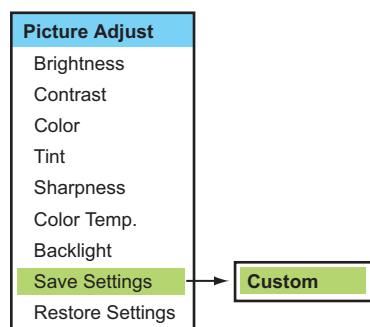 Picture Adjust
Brightness
Contrast
Color
Tint
Sharpness
Color Temp.
Backlight
Save Settings
Custom
Restore Settings